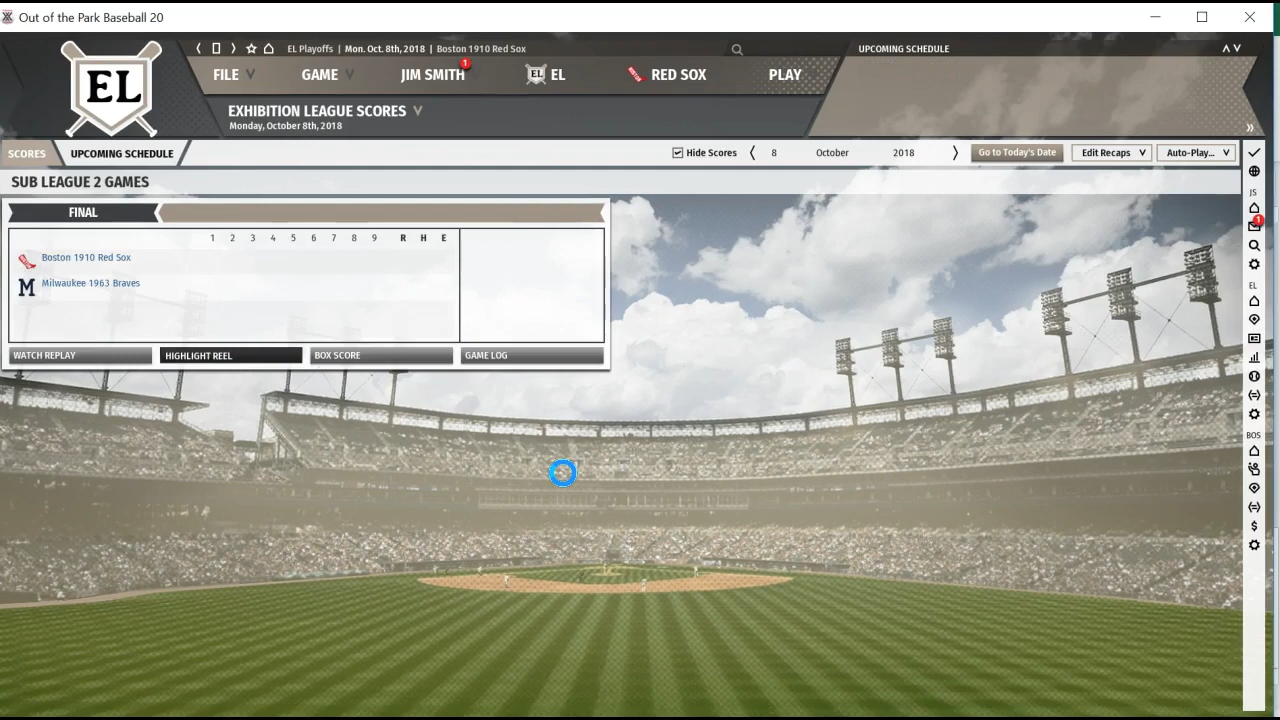 Out of the Park Baseball 20
EL Playoffs | Mon. Oct. 8th, 2018 | Boston 1910 Red Sox
UPCOMING SCHEDULE
EL
FILE GAME JIM SMITH 1 EL EL RED SOX PLAY
EXHIBITION LEAGUE SCORES
Monday, October 8th, 2018
SCORES UPCOMING SCHEDULE Hide Scores 8 October 2018 Go to Today's Date Edit Recaps Auto-Play...
SUB LEAGUE 2 GAMES
FINAL
1 2 3 4 5 6 7 8 9 R H E
Boston 1910 Red Sox
M Milwaukee 1963 Braves
WATCH REPLAY HIGHLIGHT REEL BOX SCORE GAME LOG
JS
1
EL
BOS
$